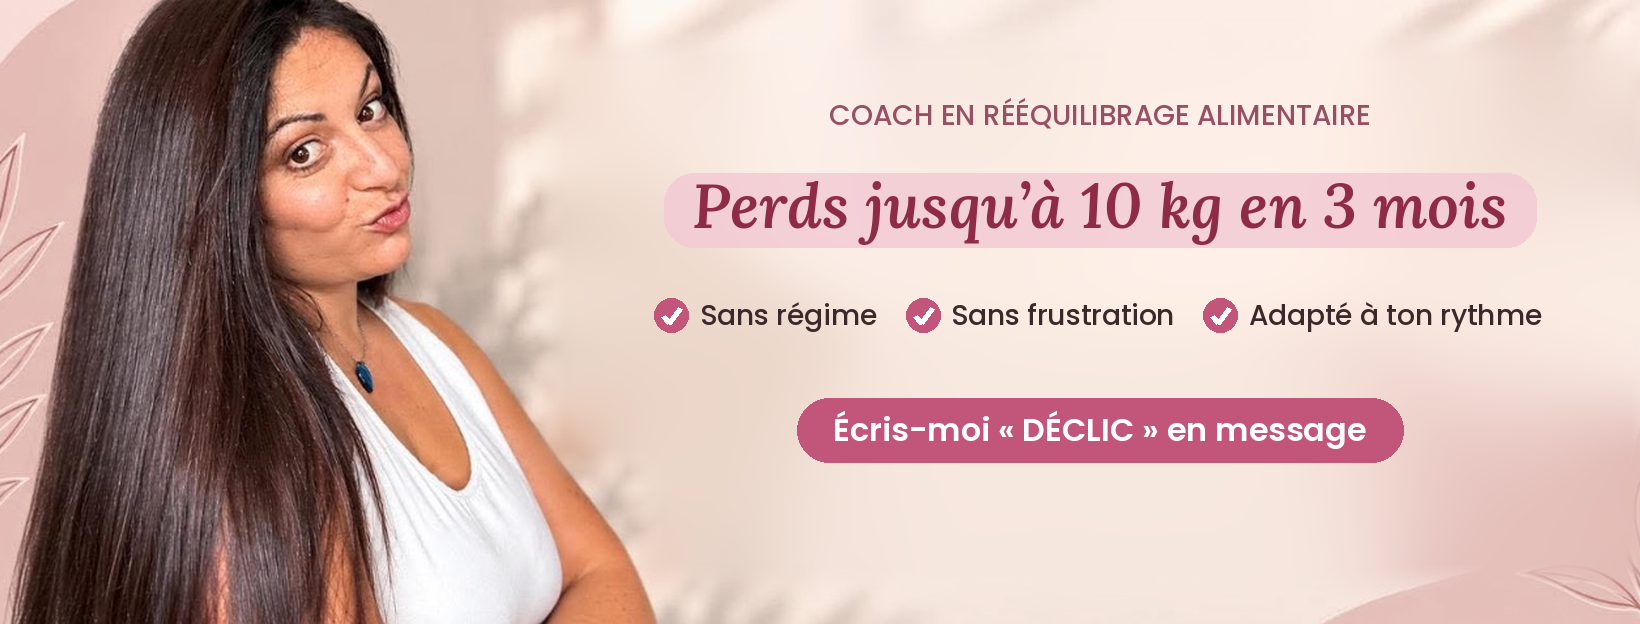 COACH EN RÉÉQUILIBRAGE ALIMENTAIRE
Perds jusqu’à 10 kg en 3 mois
Sans régime Sans frustration Adapté à ton rythme
Écris-moi « DÉCLIC » en message